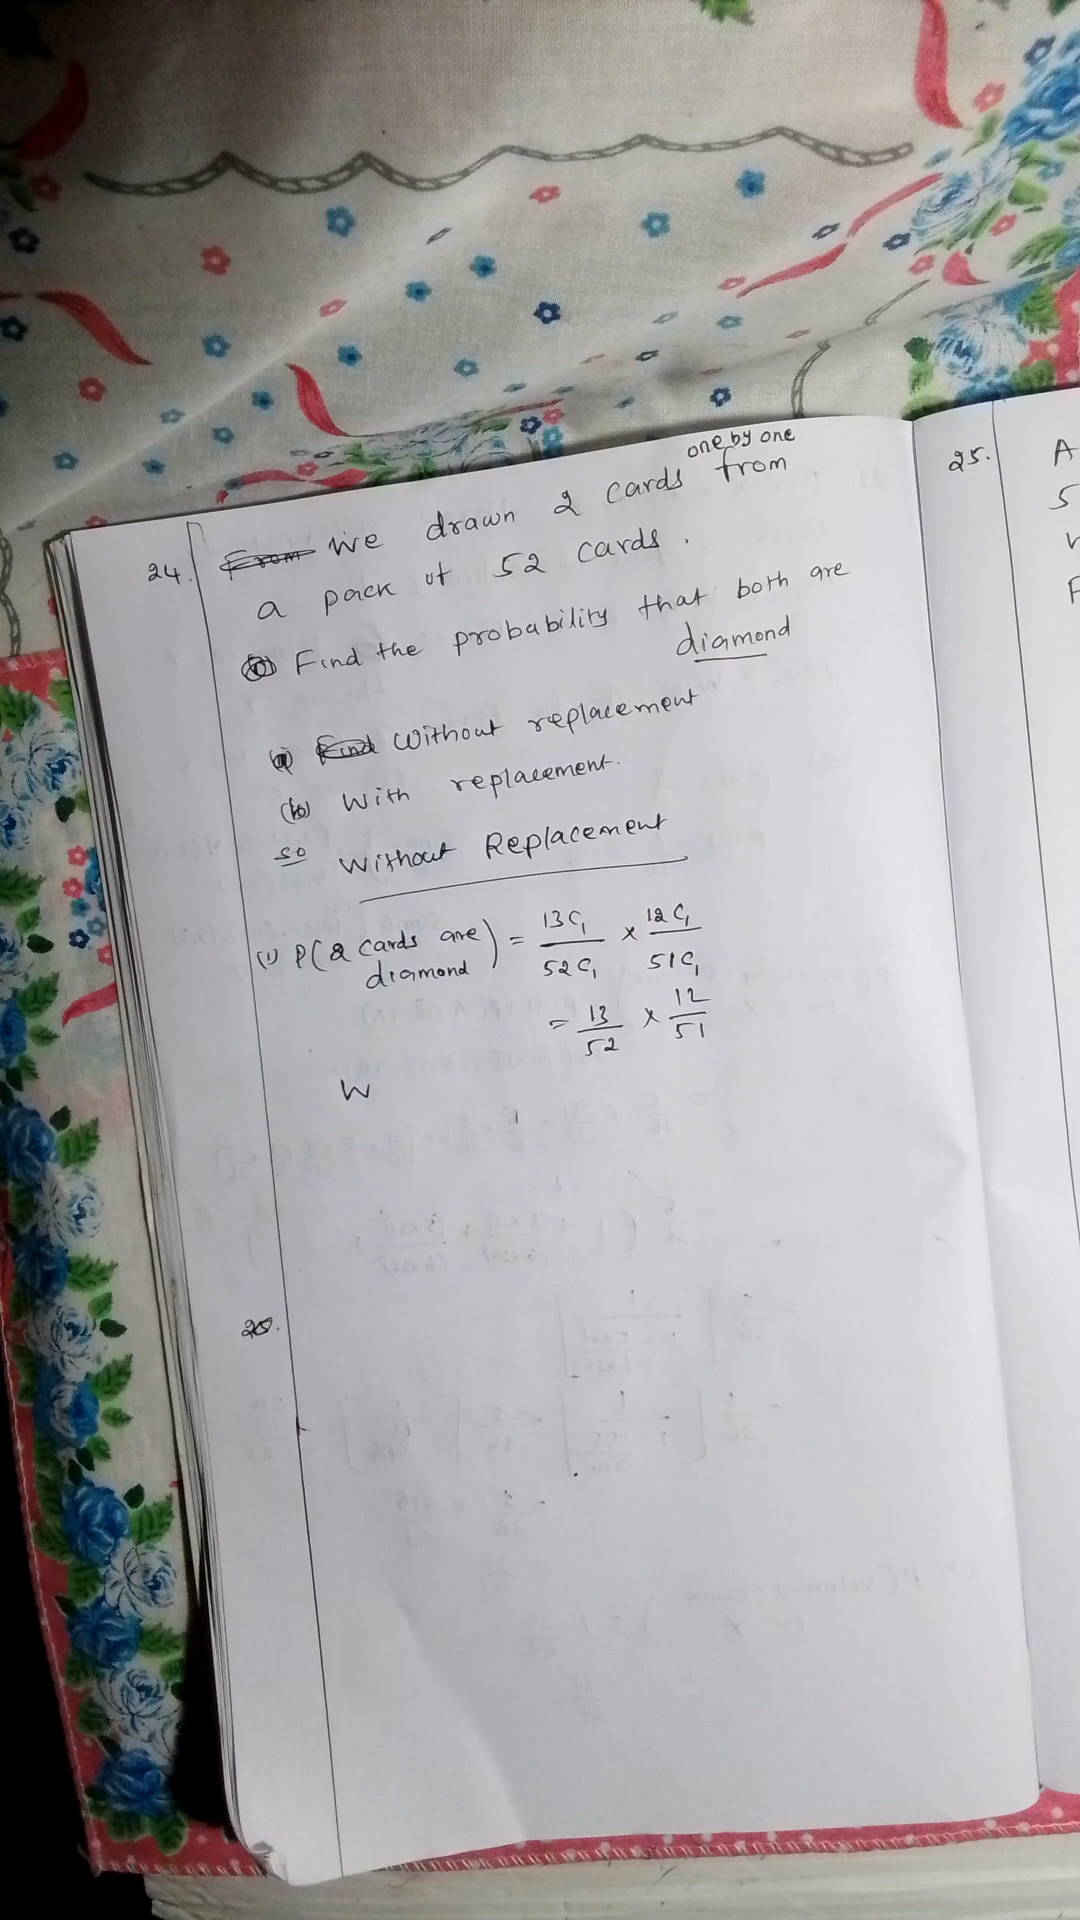 24. We drawn 2 cards one by one from
a pack of 52 cards.
Find the probability that both are
diamond
(a) Without replacement
(b) With replacement.
so Without Replacement
(i) P(2 cards are diamond) = 13C₁/52C₁ × 12C₁/51C₁
= 13/52 × 12/51
W
25. A
5